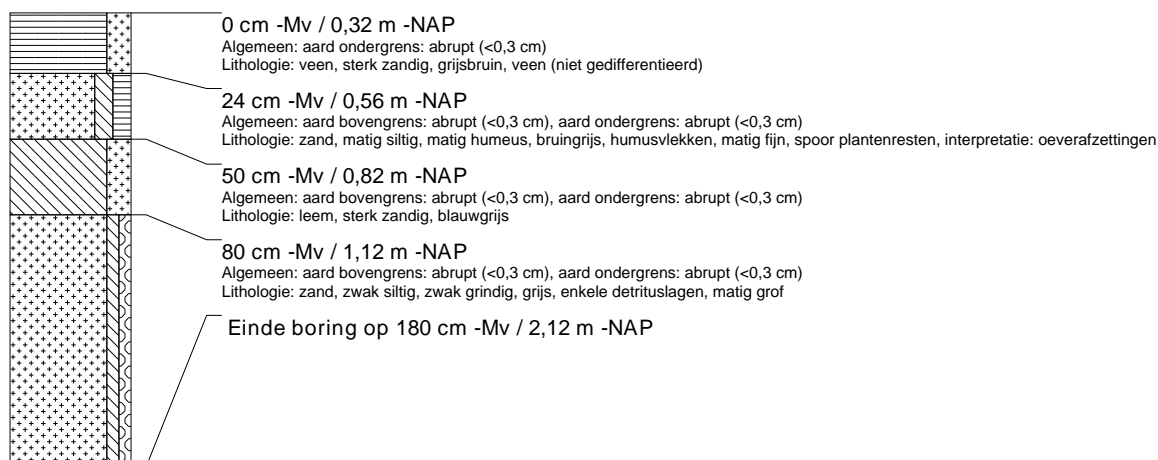 0 cm -Mv / 0,32 m -NAP
Algemeen: aard ondergrens: abrupt (<0,3 cm)
Lithologie: veen, sterk zandig, grijsbruin, veen (niet gedifferentieerd)
24 cm -Mv / 0,56 m -NAP
Algemeen: aard bovengrens: abrupt (<0,3 cm), aard ondergrens: abrupt (<0,3 cm)
Lithologie: zand, matig siltig, matig humeus, bruingrijs, humusvlekken, matig fijn, spoor plantenresten, interpretatie: oeverafzettingen
50 cm -Mv / 0,82 m -NAP
Algemeen: aard bovengrens: abrupt (<0,3 cm), aard ondergrens: abrupt (<0,3 cm)
Lithologie: leem, sterk zandig, blauwgrijs
80 cm -Mv / 1,12 m -NAP
Algemeen: aard bovengrens: abrupt (<0,3 cm), aard ondergrens: abrupt (<0,3 cm)
Lithologie: zand, zwak siltig, zwak grindig, grijs, enkele detrituslagen, matig grof
Einde boring op 180 cm -Mv / 2,12 m -NAP